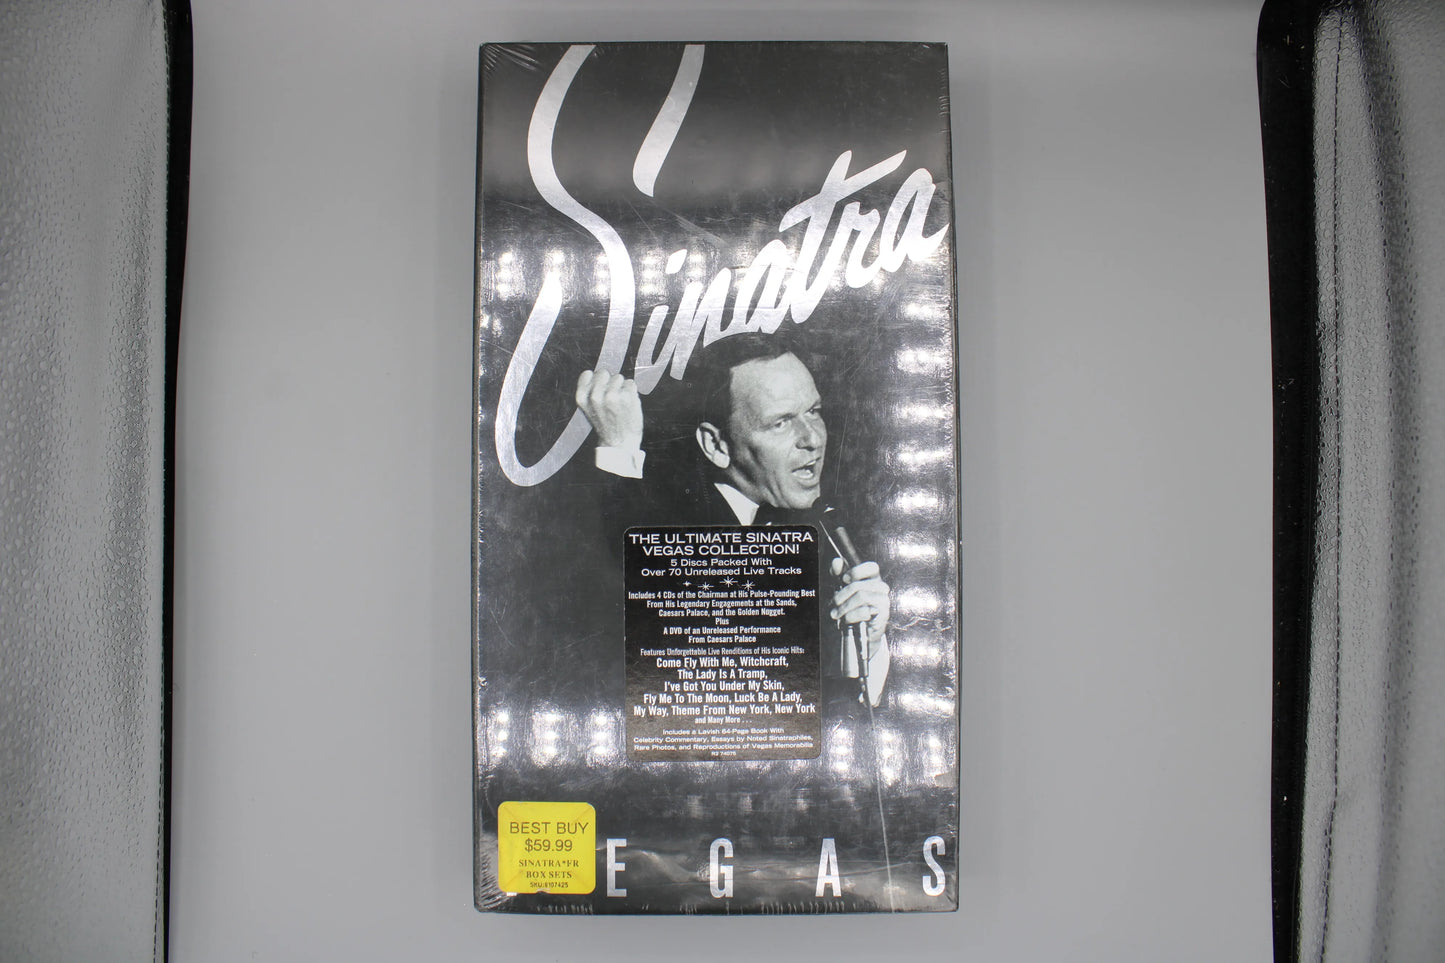 Sinatra
THE ULTIMATE SINATRA
VEGAS COLLECTION!
5 Discs Packed With
Over 70 Unreleased Live Tracks
Includes 4 CDs of the Chairman at His Pulse-Pounding Best
From His Legendary Engagements at the Sands,
Caesars Palace, and the Golden Nugget.
Plus
A DVD of an Unreleased Performance
From Caesars Palace
Features Unforgettable Live Renditions of His Iconic Hits:
Come Fly With Me, Witchcraft,
The Lady Is A Tramp,
I've Got You Under My Skin,
Fly Me To The Moon, Luck Be A Lady,
My Way, Theme From New York, New York
and Many More . . .
Includes a Lavish 64-Page Book With
Celebrity Commentary, Essays by Noted Sinatraphiles,
Rare Photos, and Reproductions of Vegas Memorabilia
R2 74075
BEST BUY
$59.99
SINATRA*FR
BOX SETS
SKU:8107425
EGAS